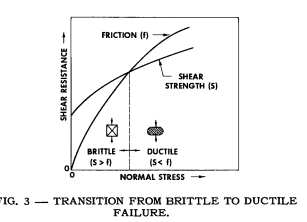 FRICTION (f)
SHEAR RESISTANCE →
SHEAR
STRENGTH (S)
BRITTLE ← → DUCTILE
(S > f) (S < f)
0
NORMAL STRESS →
FIG. 3 — TRANSITION FROM BRITTLE TO DUCTILE
FAILURE.